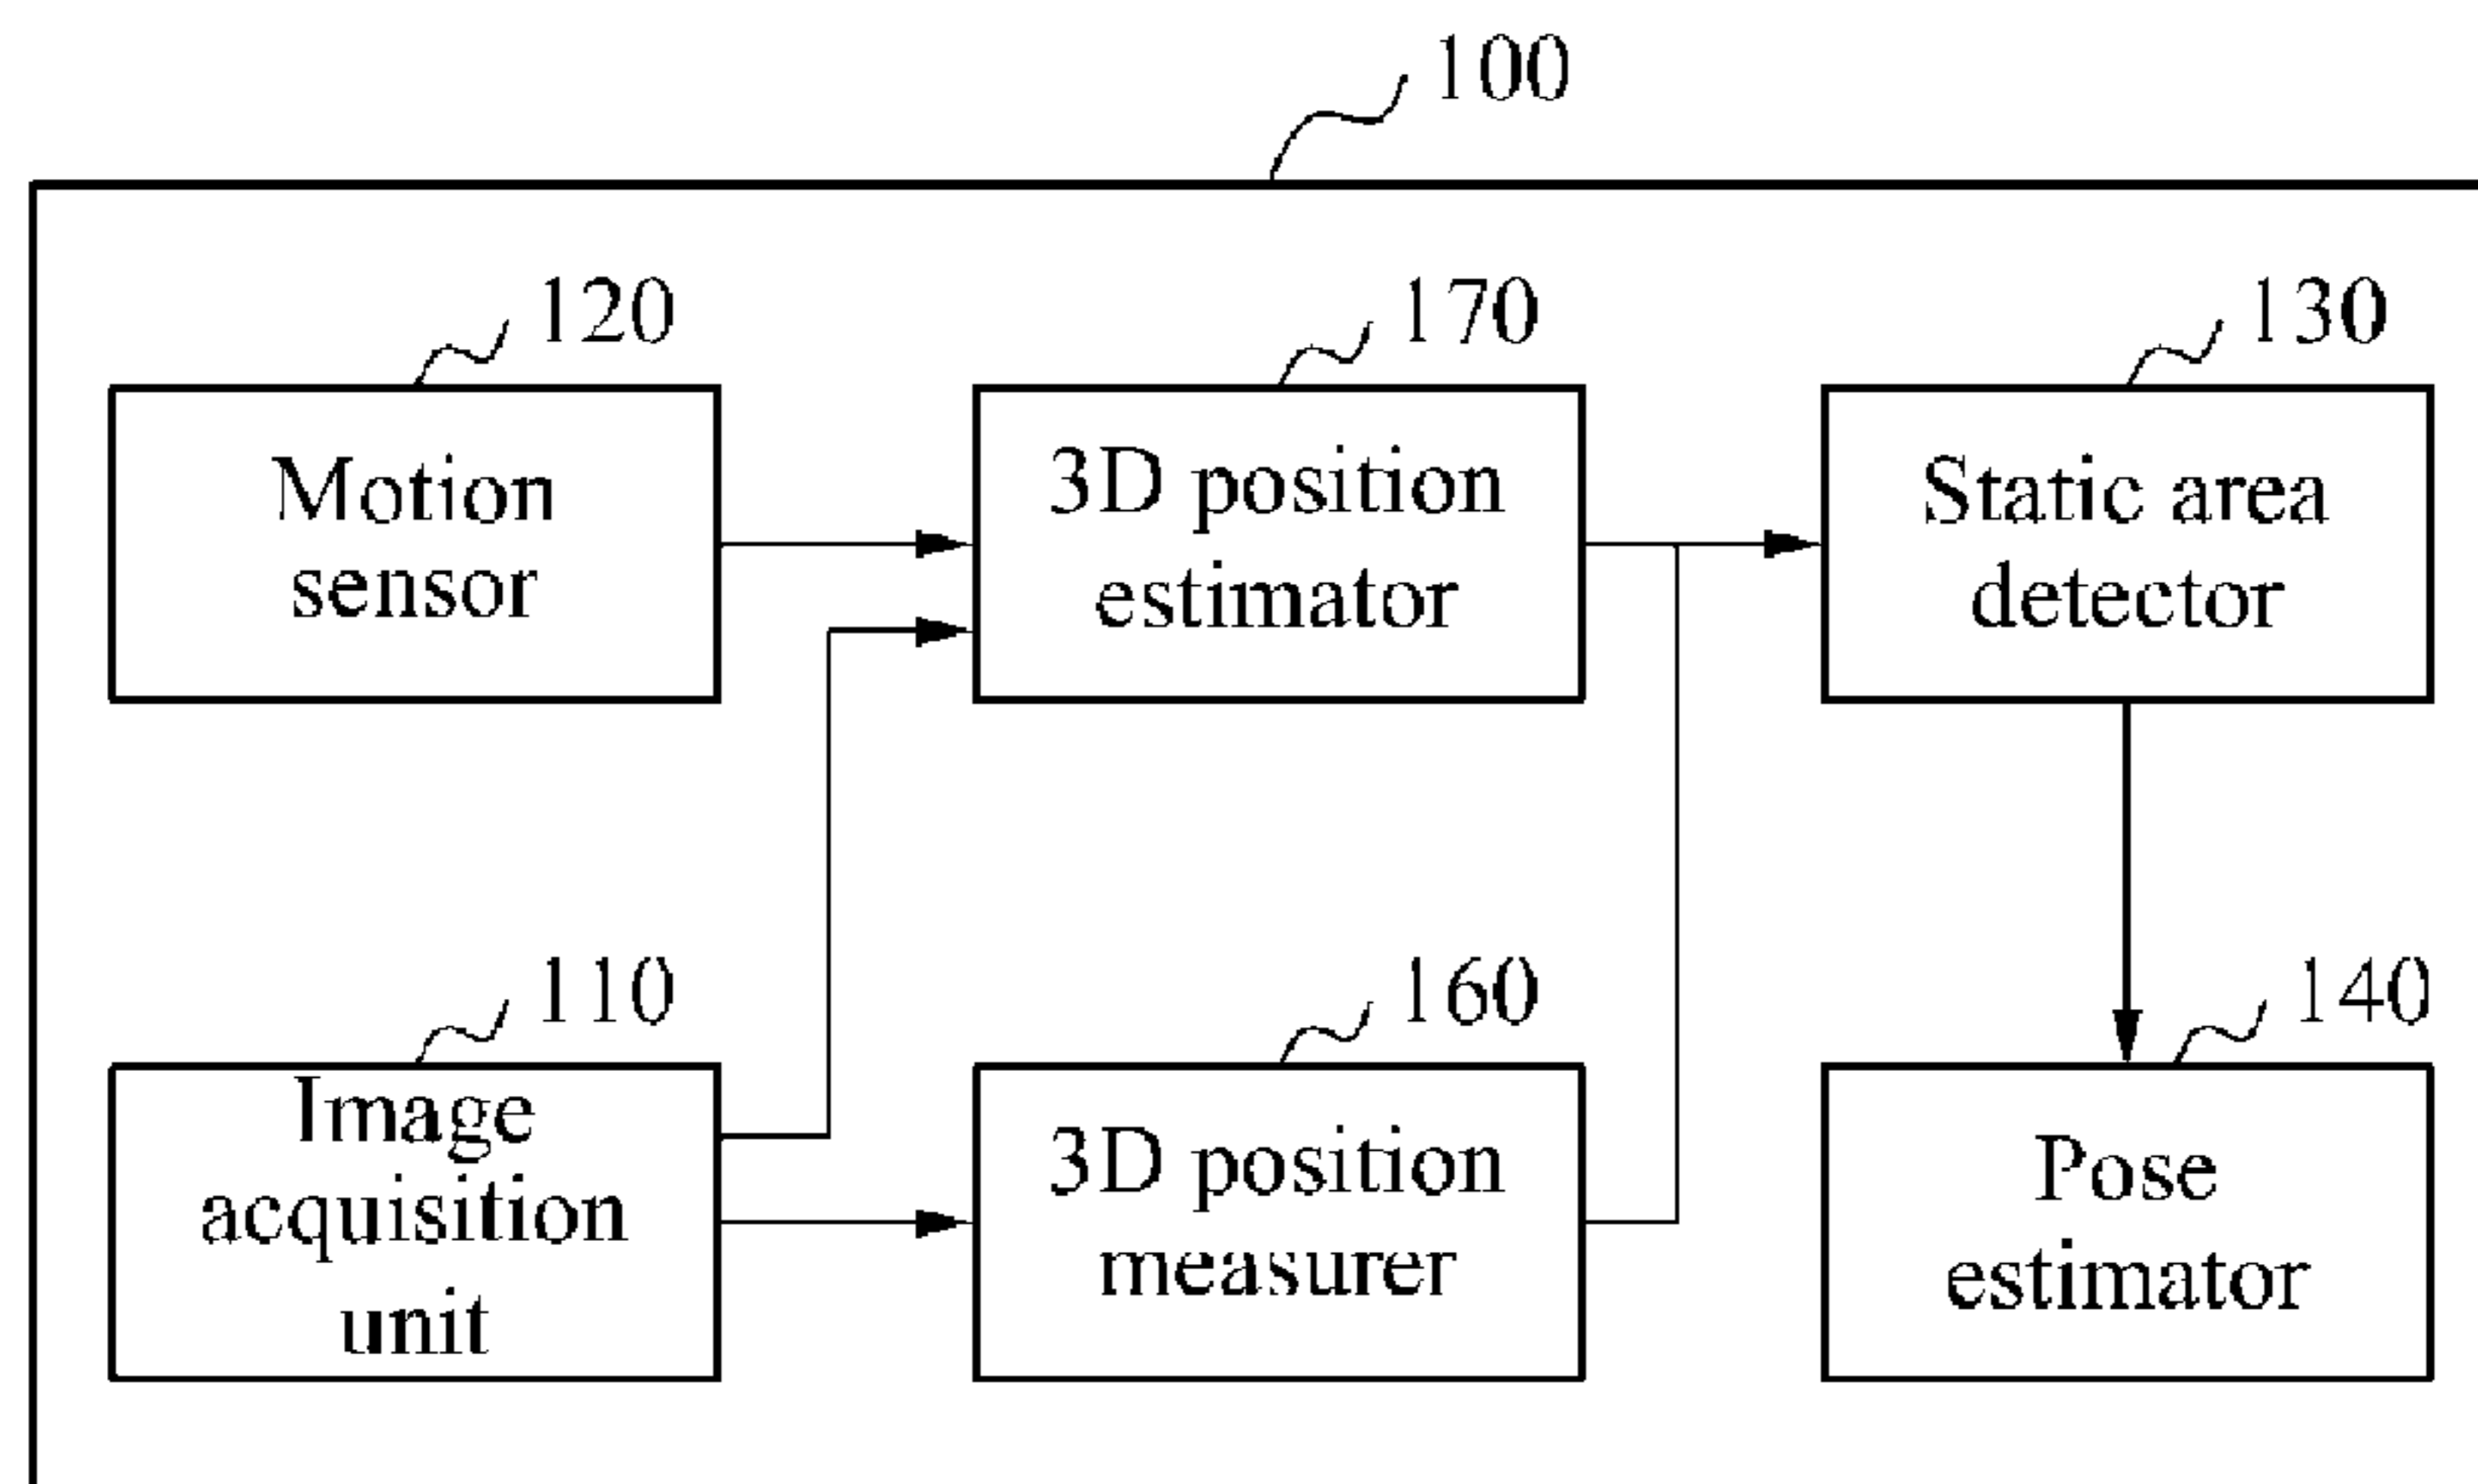 100
120
170
130
Motion
sensor
3D position
estimator
Static area
detector
110
160
140
Image
acquisition
unit
3D position
measurer
Pose
estimator